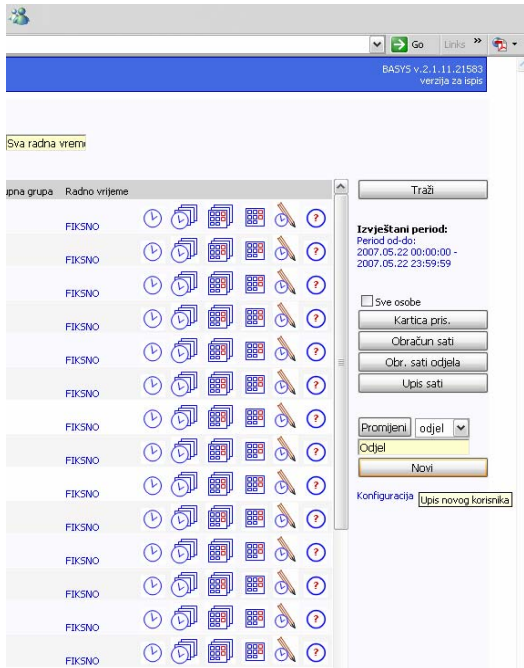 Go
Links
BASYS v.2.1.11.21583
verzija za ispis
Sva radna vreme
upna grupa Radno vrijeme
Traži
FIKSNO
Izvještani period:
Period od-do:
2007.05.22 00:00:00 -
2007.05.22 23:59:59
FIKSNO
FIKSNO
Sve osobe
FIKSNO
Kartica pris.
Obračun sati
FIKSNO
Obr. sati odjela
FIKSNO
Upis sati
FIKSNO
Promijeni odjel
Odjel
FIKSNO
Novi
FIKSNO
Konfiguracija
Upis novog korisnika
FIKSNO
FIKSNO
FIKSNO
FIKSNO
FIKSNO